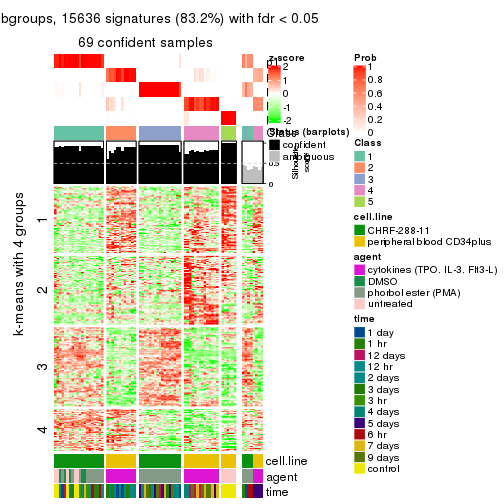 bgroups, 15636 signatures (83.2%) with fdr < 0.05
69 confident samples
k-means with 4 groups
1
2
3
4
Class
1
0.5
0
Silhouette
score
cell.line
agent
time
z-score
2
1
0
-1
-2
Status (barplots)
confident
ambiguous
Prob
1
0.8
0.6
0.4
0.2
0
Class
1
2
3
4
5
cell.line
CHRF-288-11
peripheral blood CD34plus
agent
cytokines (TPO. IL-3. Flt3-L)
DMSO
phorbol ester (PMA)
untreated
time
1 day
1 hr
12 days
12 hr
2 days
3 days
3 hr
4 days
5 days
6 hr
7 days
9 days
control